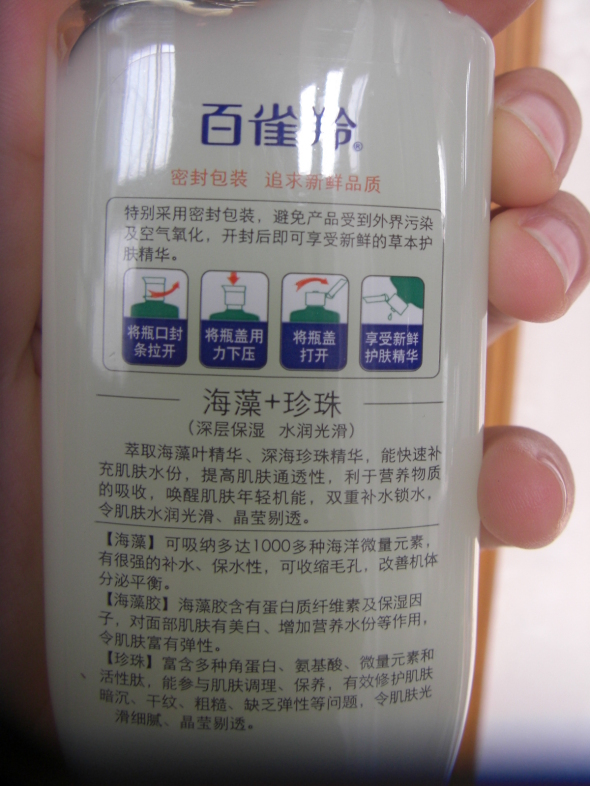 百雀羚®
密封包装 追求新鲜品质
特别采用密封包装，避免产品受到外界污染
及空气氧化，开封后即可享受新鲜的草本护
肤精华。
将瓶口封
条拉开
将瓶盖用
力下压
将瓶盖
打开
享受新鲜
护肤精华
海藻+珍珠
（深层保湿 水润光滑）
萃取海藻叶精华、深海珍珠精华，能快速补
充肌肤水份，提高肌肤通透性，利于营养物质
的吸收，唤醒肌肤年轻机能，双重补水锁水，
令肌肤水润光滑、晶莹剔透。
【海藻】可吸纳多达1000多种海洋微量元素，
有很强的补水、保水性，可收缩毛孔，改善机体
分泌平衡。
【海藻胶】海藻胶含有蛋白质纤维素及保湿因
子，对面部肌肤有美白、增加营养水份等作用，
令肌肤富有弹性。
【珍珠】富含多种角蛋白、氨基酸、微量元素和
活性肽，能参与肌肤调理、保养，有效修护肌肤
暗沉、干纹、粗糙、缺乏弹性等问题，令肌肤光
滑细腻、晶莹剔透。